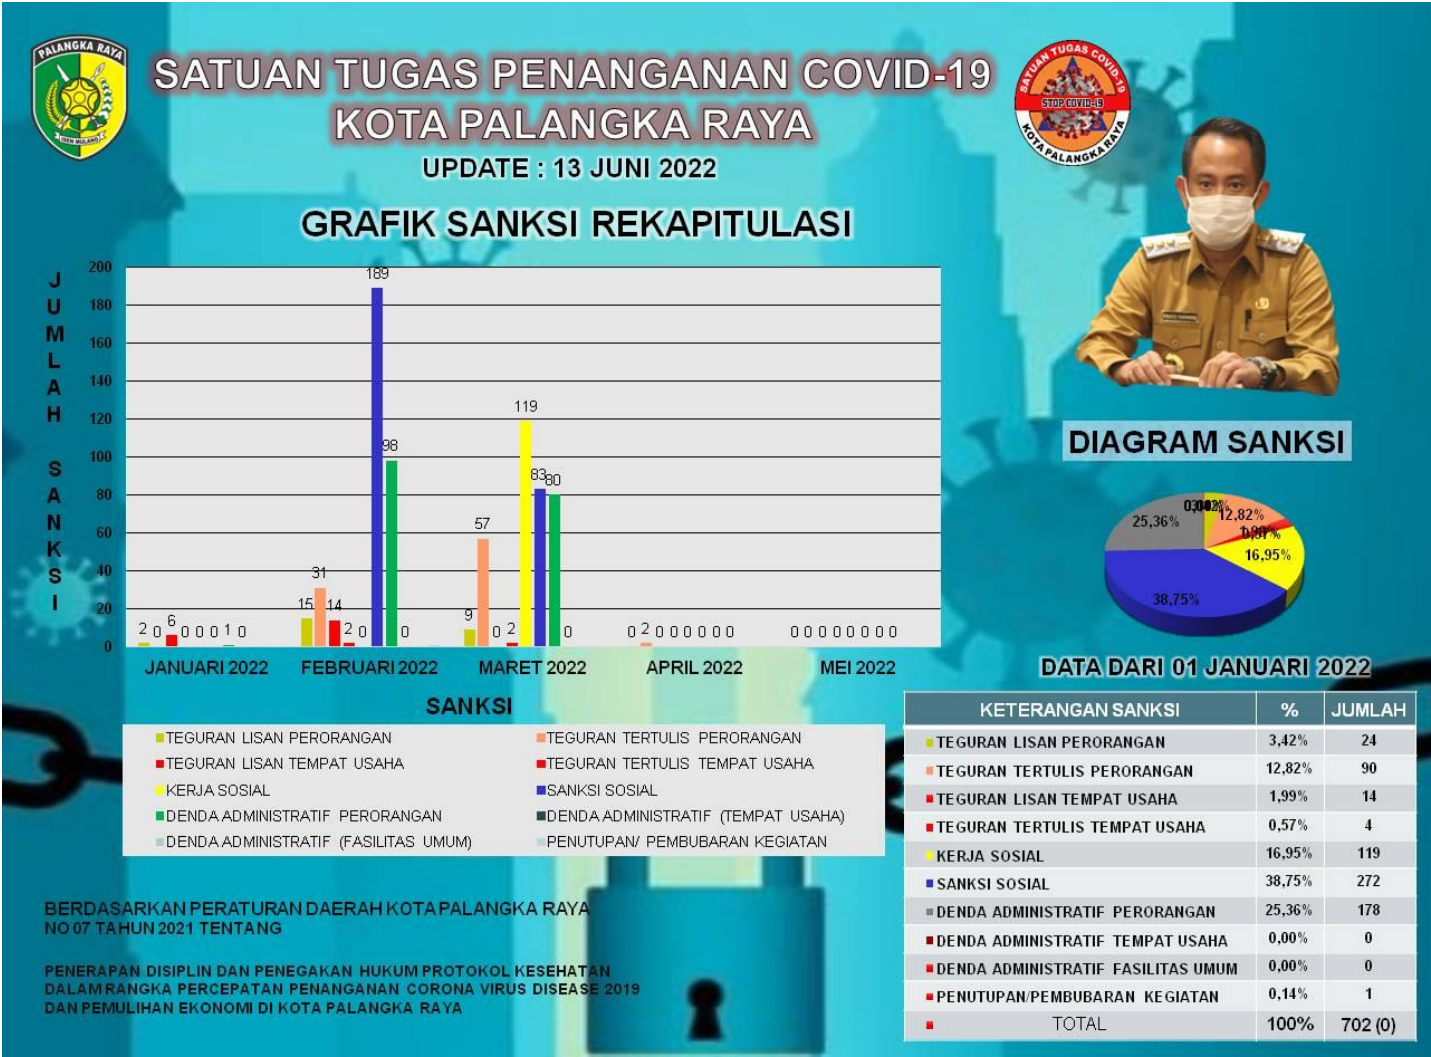 PALANGKA RAYA
ISEN MULANG
SATUAN TUGAS PENANGANAN COVID-19
KOTA PALANGKA RAYA
UPDATE : 13 JUNI 2022
SATUAN TUGAS COVID-19
STOP COVID-19
KOTA PALANGKA RAYA
GRAFIK SANKSI REKAPITULASI
JUMLAH SANKSI
200
180
160
140
120
100
80
60
40
20
0
2 0 6 0 0 0 0 1 0
15 31 14 2 0 189 98 0
9 57 0 2 119 83 80 0
0 2 0 0 0 0 0 0
0 0 0 0 0 0 0 0
JANUARI 2022 FEBRUARI 2022 MARET 2022 APRIL 2022 MEI 2022
SANKSI
TEGURAN LISAN PERORANGAN TEGURAN TERTULIS PERORANGAN
TEGURAN LISAN TEMPAT USAHA TEGURAN TERTULIS TEMPAT USAHA
KERJA SOSIAL SANKSI SOSIAL
DENDA ADMINISTRATIF PERORANGAN DENDA ADMINISTRATIF (TEMPAT USAHA)
DENDA ADMINISTRATIF (FASILITAS UMUM) PENUTUPAN/ PEMBUBARAN KEGIATAN
BERDASARKAN PERATURAN DAERAH KOTA PALANGKA RAYA
NO 07 TAHUN 2021 TENTANG
PENERAPAN DISIPLIN DAN PENEGAKAN HUKUM PROTOKOL KESEHATAN
DALAM RANGKA PERCEPATAN PENANGANAN CORONA VIRUS DISEASE 2019
DAN PEMULIHAN EKONOMI DI KOTA PALANGKA RAYA
DIAGRAM SANKSI
25,36%
12,82%
16,95%
38,75%
DATA DARI 01 JANUARI 2022
KETERANGAN SANKSI % JUMLAH
TEGURAN LISAN PERORANGAN 3,42% 24
TEGURAN TERTULIS PERORANGAN 12,82% 90
TEGURAN LISAN TEMPAT USAHA 1,99% 14
TEGURAN TERTULIS TEMPAT USAHA 0,57% 4
KERJA SOSIAL 16,95% 119
SANKSI SOSIAL 38,75% 272
DENDA ADMINISTRATIF PERORANGAN 25,36% 178
DENDA ADMINISTRATIF TEMPAT USAHA 0,00% 0
DENDA ADMINISTRATIF FASILITAS UMUM 0,00% 0
PENUTUPAN/PEMBUBARAN KEGIATAN 0,14% 1
TOTAL 100% 702 (0)